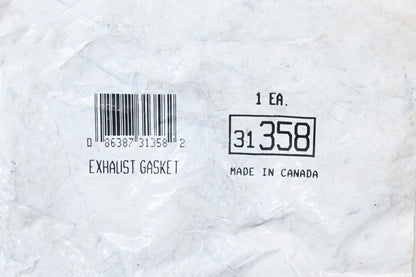 0 86387 31358 2
EXHAUST GASKET
1 EA.
31 358
MADE IN CANADA